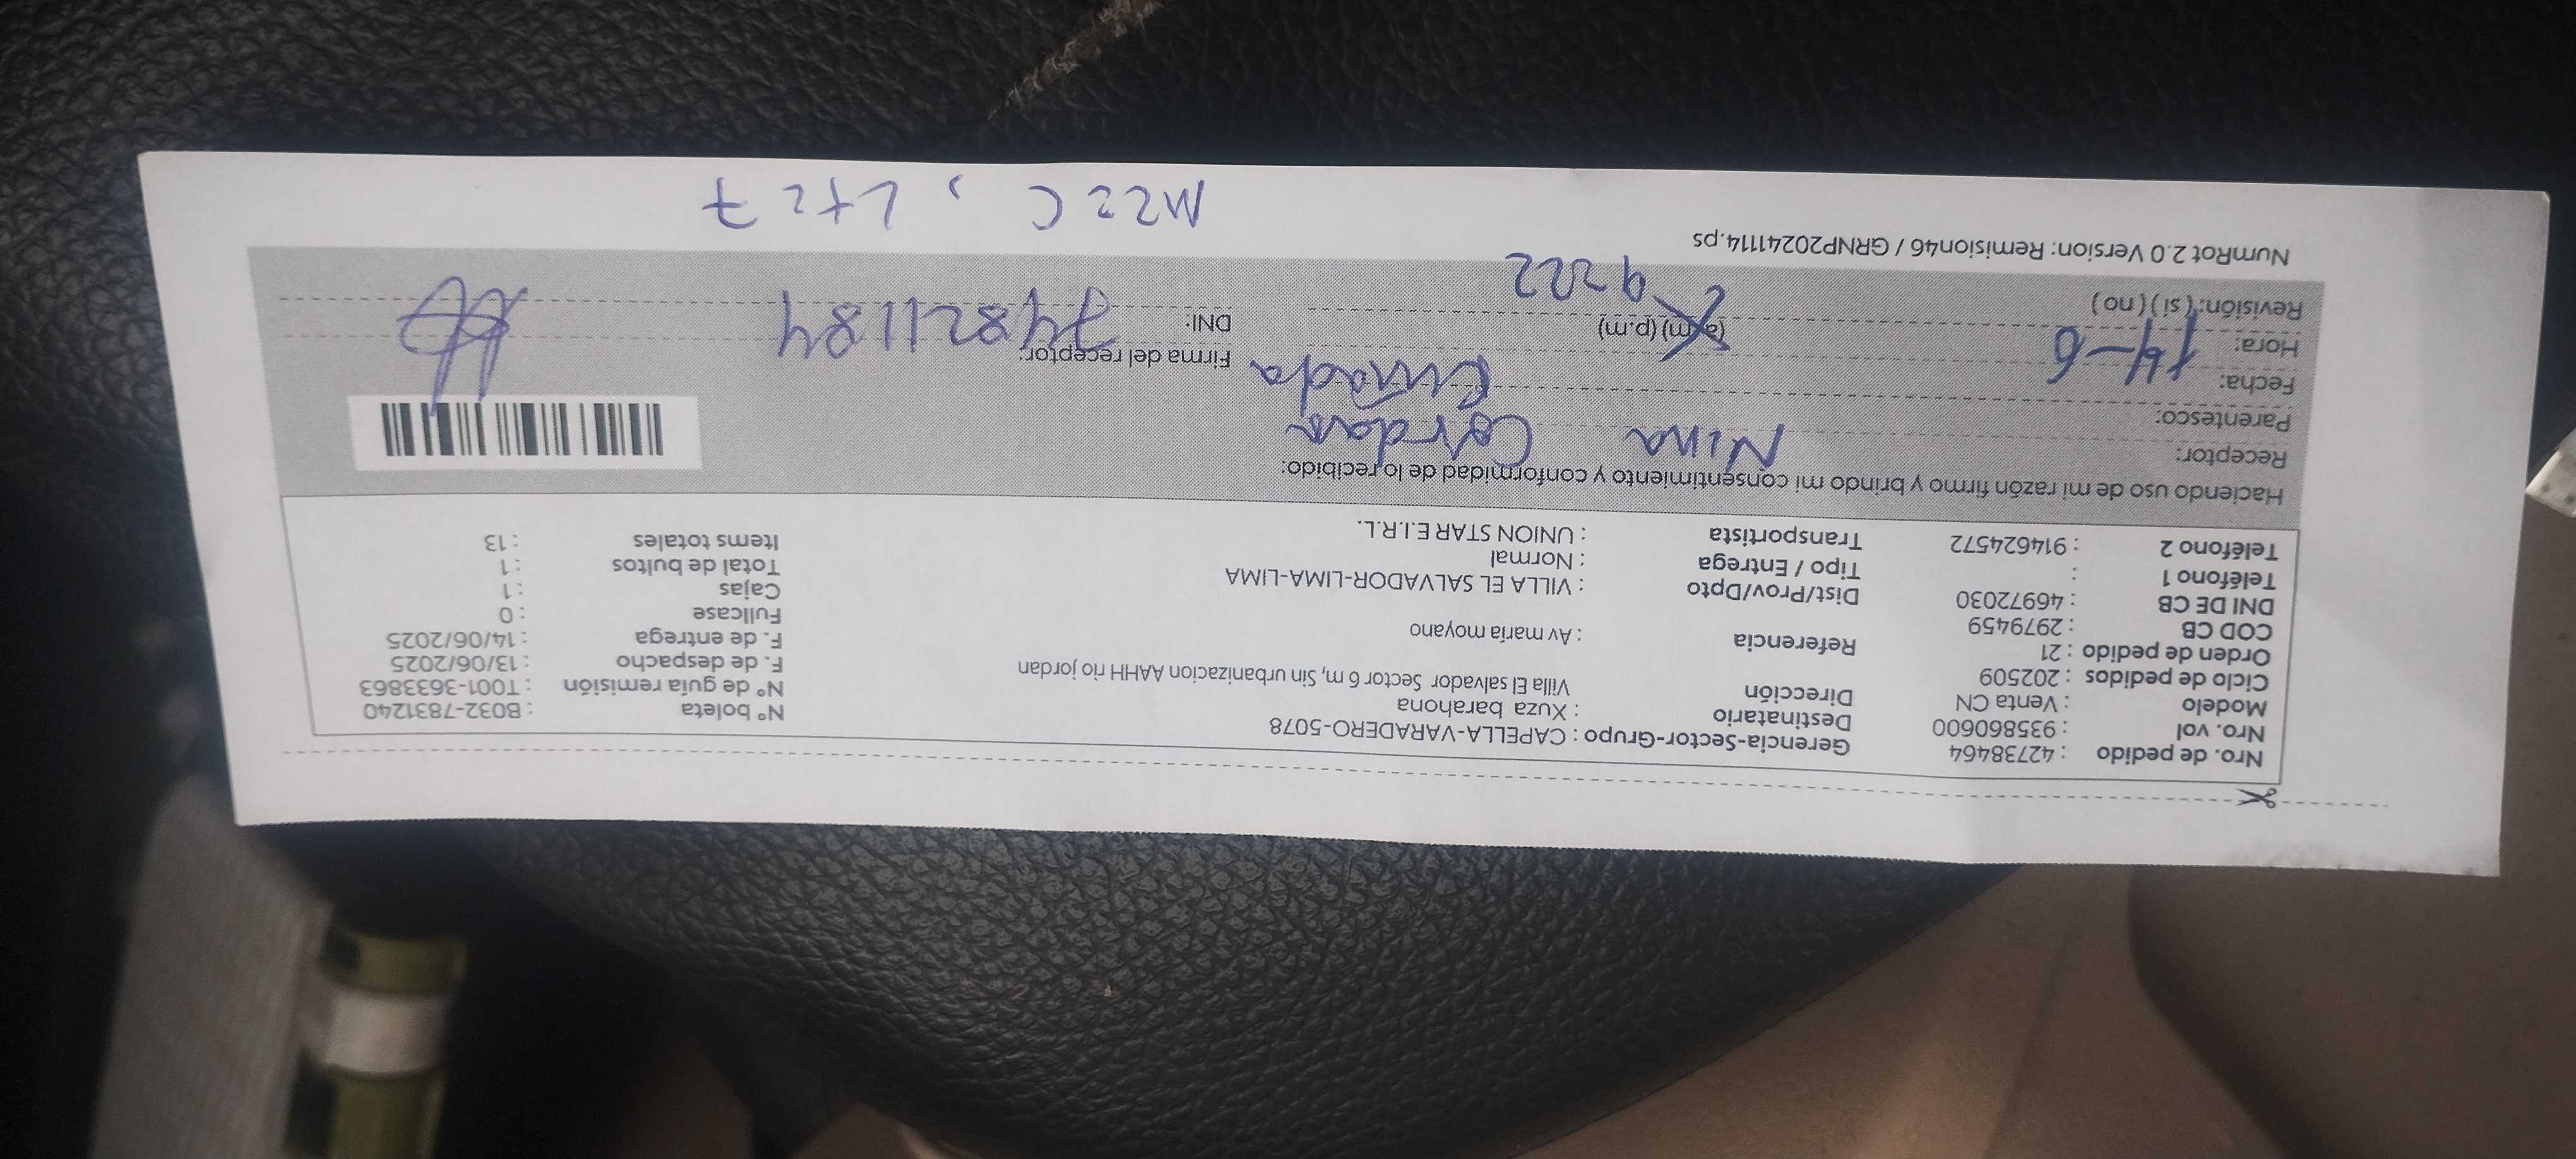 Nro. de pedido : 42738464
Nro. vol : 935860600
Modelo : Venta CN
Ciclo de pedidos : 202509
Orden de pedido : 21
COD CB : 2979459
DNI DE CB : 46972030
Teléfono 1 :
Teléfono 2 : 914624572
Gerencia-Sector-Grupo : CAPELLA-VARADERO-5078
Destinatario : Xuza barahona
Dirección Villa El salvador Sector 6 m, Sin urbanizacion AAHH rio jordan
Referencia : Av maría moyano
Dist/Prov/Dpto : VILLA EL SALVADOR-LIMA-LIMA
Tipo / Entrega : Normal
Transportista : UNION STAR E.I.R.L.
N° boleta : B032-7831240
N° de guía remisión : T001-3633863
F. de despacho : 13/06/2025
F. de entrega : 14/06/2025
Fullcase : 0
Cajas : 1
Total de bultos : 1
Items totales : 13
Haciendo uso de mi razón firmo y brindo mi consentimiento y conformidad de lo recibido:
Receptor: Nina
Parentesco: Cuñada
Fecha: 14-6
Hora: (a.m) (p.m)
Revisión: (si) (no)
9:22
Firma del receptor:
DNI: 74821184
NumRot 2.0 Version: Remision46 / GRNP20241114.ps
Mz: C, Lt: 7